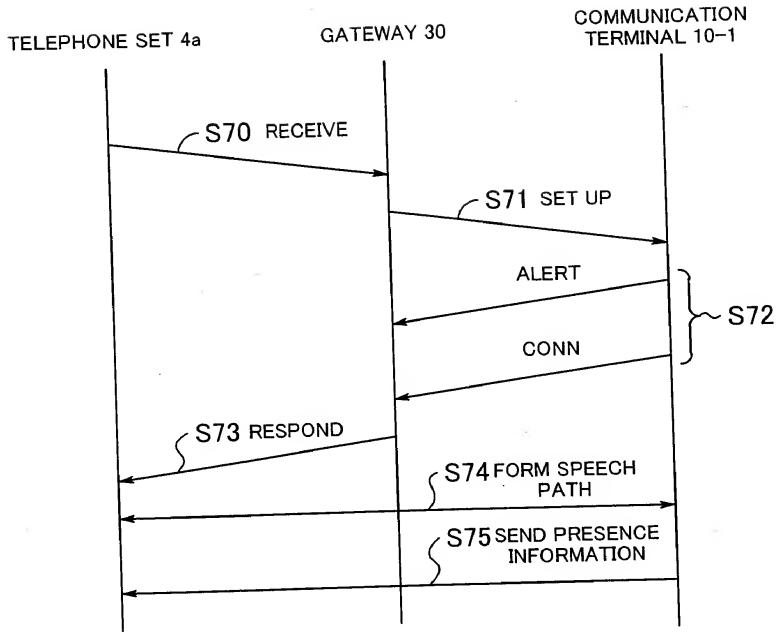 TELEPHONE SET 4a
GATEWAY 30
COMMUNICATION
TERMINAL 10-1
S70 RECEIVE
S71 SET UP
ALERT
S72
CONN
S73 RESPOND
S74 FORM SPEECH
PATH
S75 SEND PRESENCE
INFORMATION